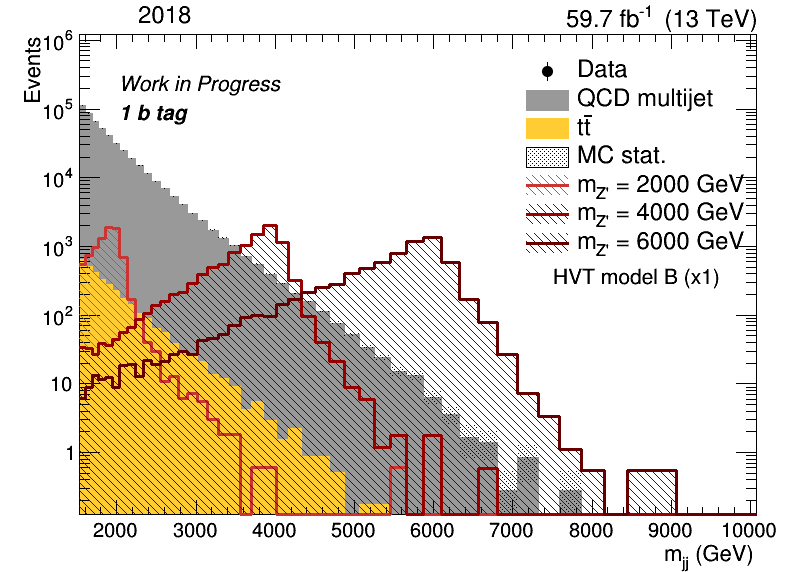 2018
59.7 fb⁻¹ (13 TeV)
Events
Work in Progress
1 b tag
Data
QCD multijet
tt̄
MC stat.
m_Z' = 2000 GeV
m_Z' = 4000 GeV
m_Z' = 6000 GeV
HVT model B (x1)
10⁶
10⁵
10⁴
10³
10²
10
1
2000 3000 4000 5000 6000 7000 8000 9000 10000
m_jj (GeV)